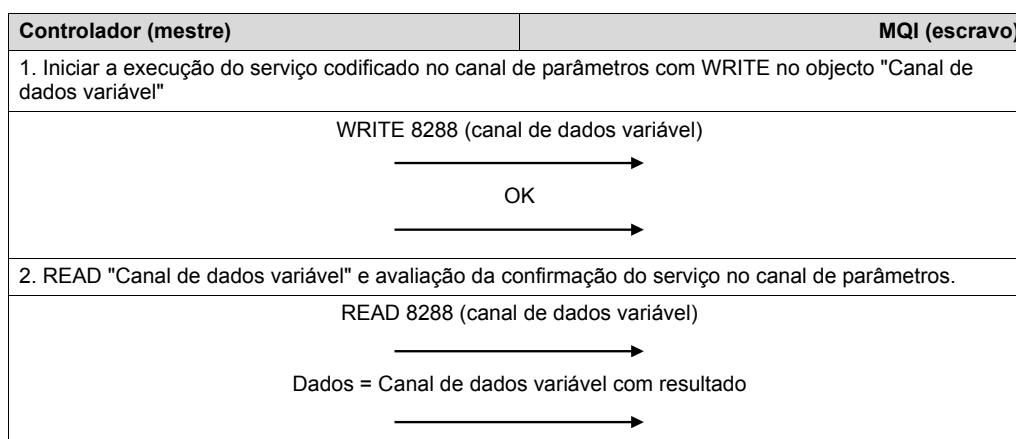 Controlador (mestre) MQI (escravo)
1. Iniciar a execução do serviço codificado no canal de parâmetros com WRITE no objecto "Canal de
dados variável"
WRITE 8288 (canal de dados variável)
OK
2. READ "Canal de dados variável" e avaliação da confirmação do serviço no canal de parâmetros.
READ 8288 (canal de dados variável)
Dados = Canal de dados variável com resultado